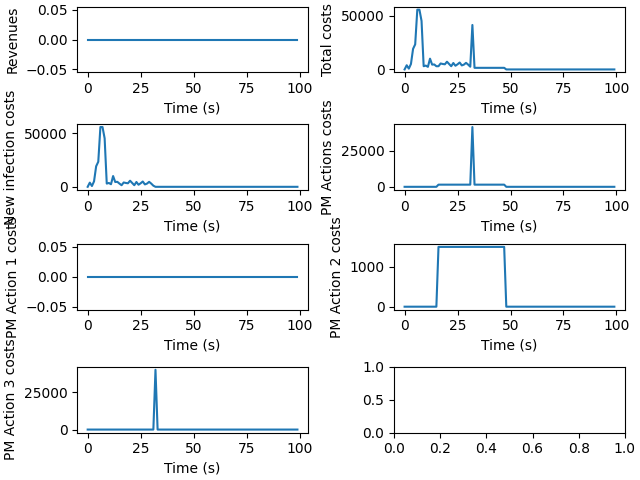 Revenues
0.05
0.00
−0.05
0 25 50 75 100
Time (s)
Total costs
50000
0
0 25 50 75 100
Time (s)
New infection costs
50000
0
0 25 50 75 100
Time (s)
PM Actions costs
25000
0
0 25 50 75 100
Time (s)
PM Action 1 costs
0.05
0.00
−0.05
0 25 50 75 100
Time (s)
PM Action 2 costs
1000
0
0 25 50 75 100
Time (s)
PM Action 3 costs
25000
0
0 25 50 75 100
Time (s)
1.0
0.5
0.0
0.0 0.2 0.4 0.6 0.8 1.0